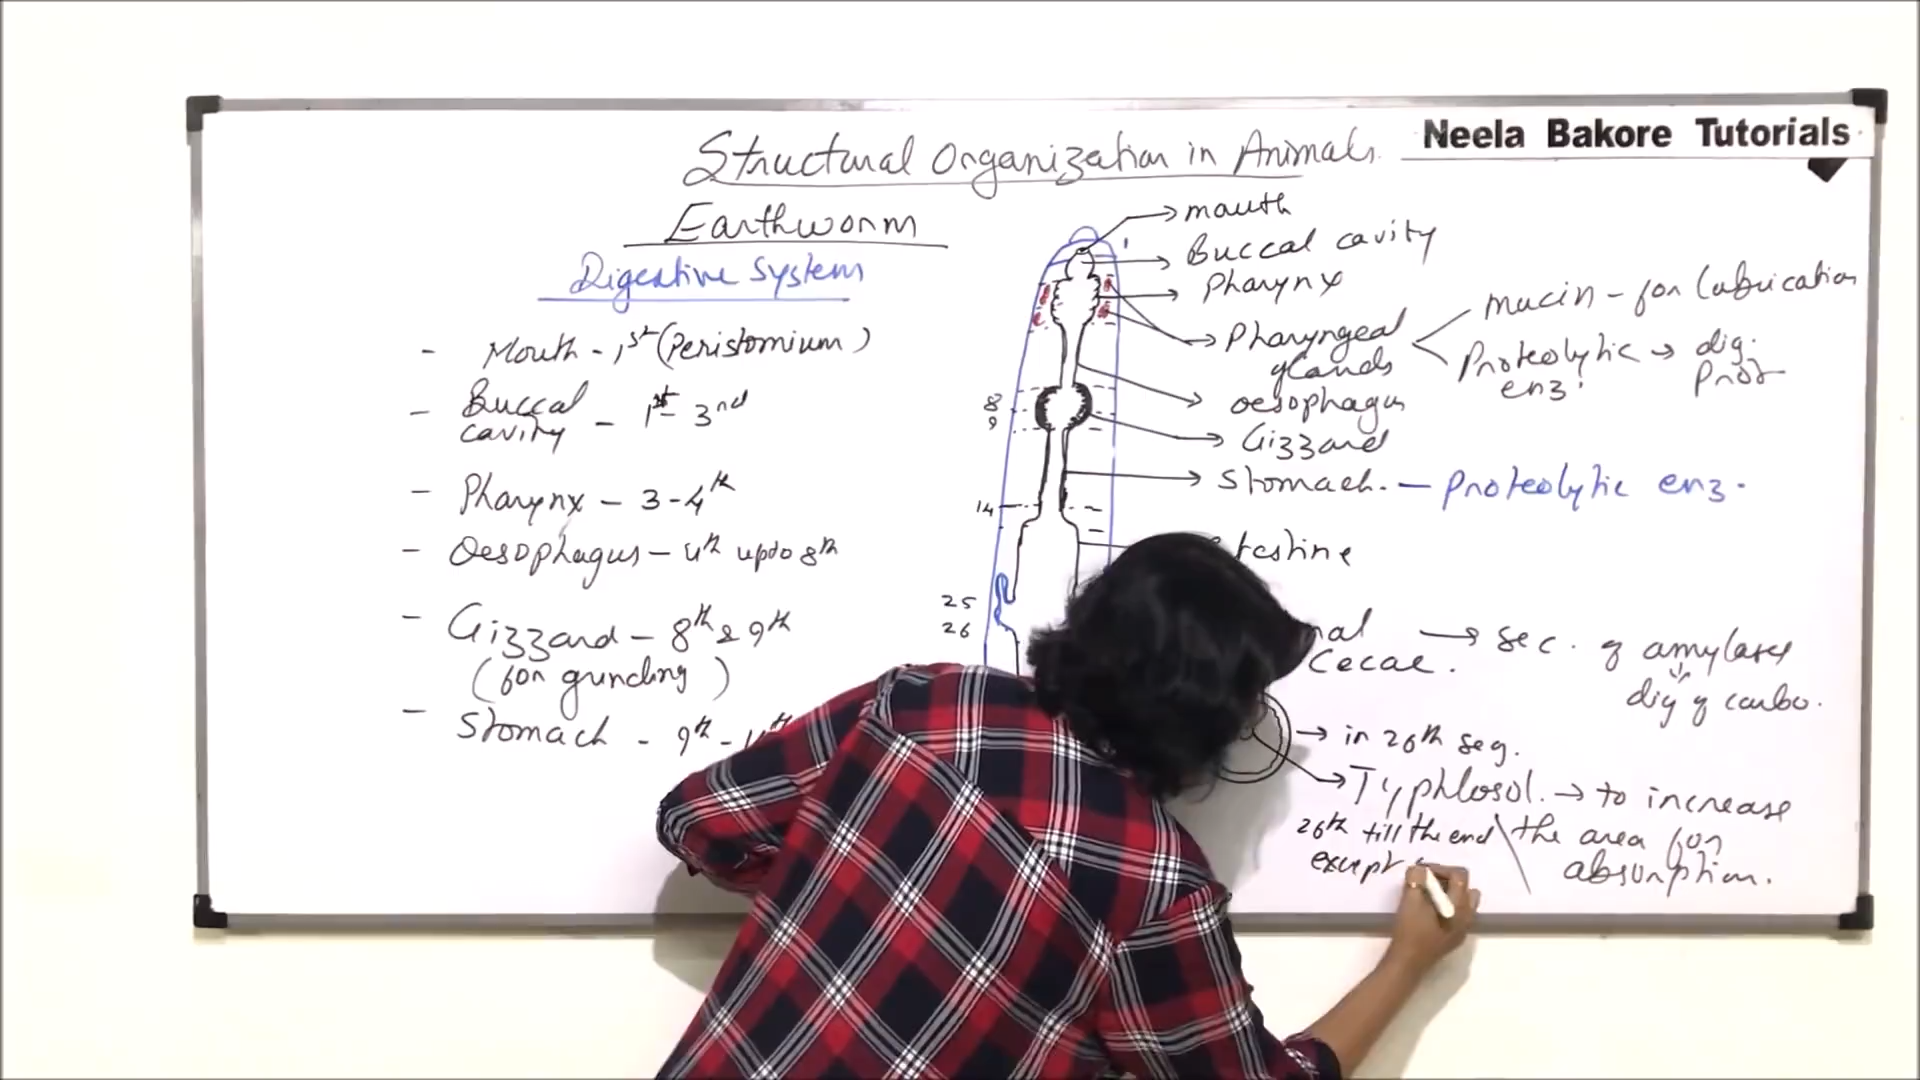 Structural Organization in Animals.
Neela Bakore Tutorials
Earthworm
Digestive System
- Mouth - 1st (Peristomium)
- Buccal cavity - 1st 3rd
- Pharynx - 3-4th
- Oesophagus - 4th upto 8th
- Gizzard - 8th & 9th
(for grinding)
- Stomach - 9th -
mouth
1
Buccal cavity
Pharynx
Pharyngeal glands
mucin - for lubrication
Proteolytic enz. → dig. Prot
oesophagus
8
9
Gizzard
Stomach. - Proteolytic enz.
14
testine
25
26
nal
Cecae. → sec. of amylases
dig of carbo.
→ in 26th seg.
Typhlosol. → to increase
the area for
absorption.
26th till the end
except